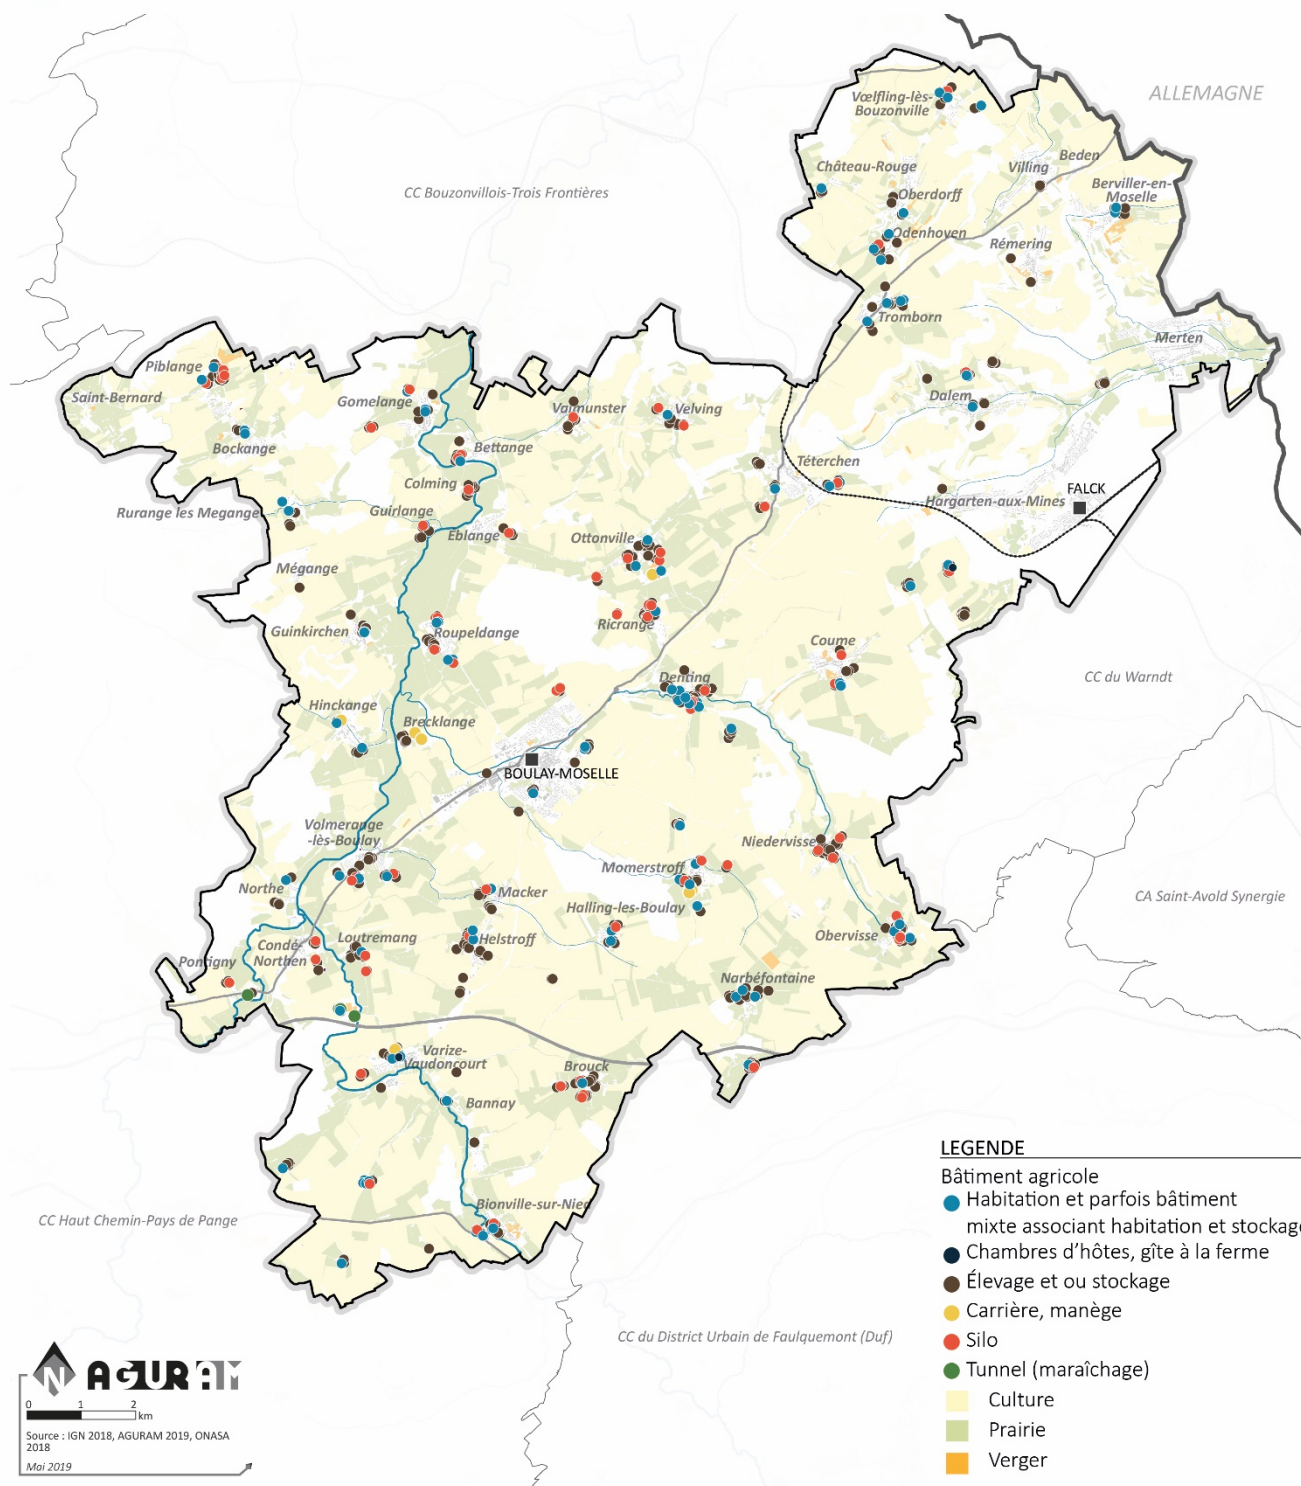 ALLEMAGNE
Vœlfling-lès-
Bouzonville
Beden
Château-Rouge
Villing
Berviller-en-
Moselle
CC Bouzonvillois-Trois Frontières
Oberdorff
Odenhoven
Rémering
Tromborn
Merten
Piblange
Saint-Bernard
Gomelange
Valmunster
Velving
Dalem
Bockange
Bettange
Téterchen
Colming
FALCK
Rurange les Megange
Guirlange
Hargarten-aux-Mines
Eblange
Ottonville
Mégange
Guinkirchen
Roupeldange
Ricrange
Coume
Denting
CC du Warndt
Hinckange
Brecklange
BOULAY-MOSELLE
Volmerange
-lès-Boulay
Niedervisse
Momerstroff
Northe
Macker
CA Saint-Avold Synergie
Halling-les-Boulay
Loutremang
Helstroff
Obervisse
Condé-
Northen
Pontigny
Narbéfontaine
Varize-
Vaudoncourt
Brouck
Bannay
Bionville-sur-Nied
CC Haut Chemin-Pays de Pange
CC du District Urbain de Faulquemont (Duf)
LEGENDE
Bâtiment agricole
Habitation et parfois bâtiment
mixte associant habitation et stockage
Chambres d'hôtes, gîte à la ferme
Élevage et ou stockage
Carrière, manège
Silo
Tunnel (maraîchage)
Culture
Prairie
Verger
N AGURAM
0 1 2
km
Source : IGN 2018, AGURAM 2019, ONASA
2018
Mai 2019